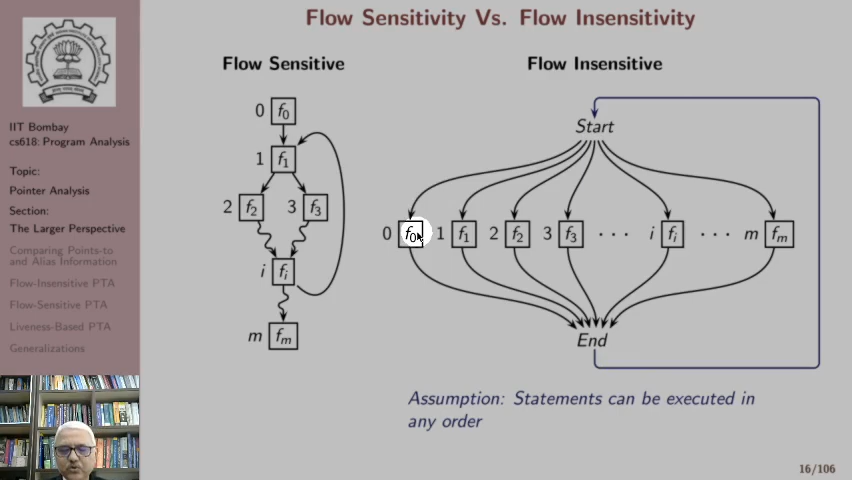 Flow Sensitivity Vs. Flow Insensitivity
IIT Bombay
cs618: Program Analysis
Topic:
Pointer Analysis
Section:
The Larger Perspective
Comparing Points-to
and Alias Information
Flow-Insensitive PTA
Flow-Sensitive PTA
Liveness-Based PTA
Generalizations
Flow Sensitive
0 f0
1 f1
2 f2 3 f3
i fi
m fm
Flow Insensitive
Start
0 f0 1 f1 2 f2 3 f3 · · · i fi · · · m fm
End
Assumption: Statements can be executed in
any order
16/106